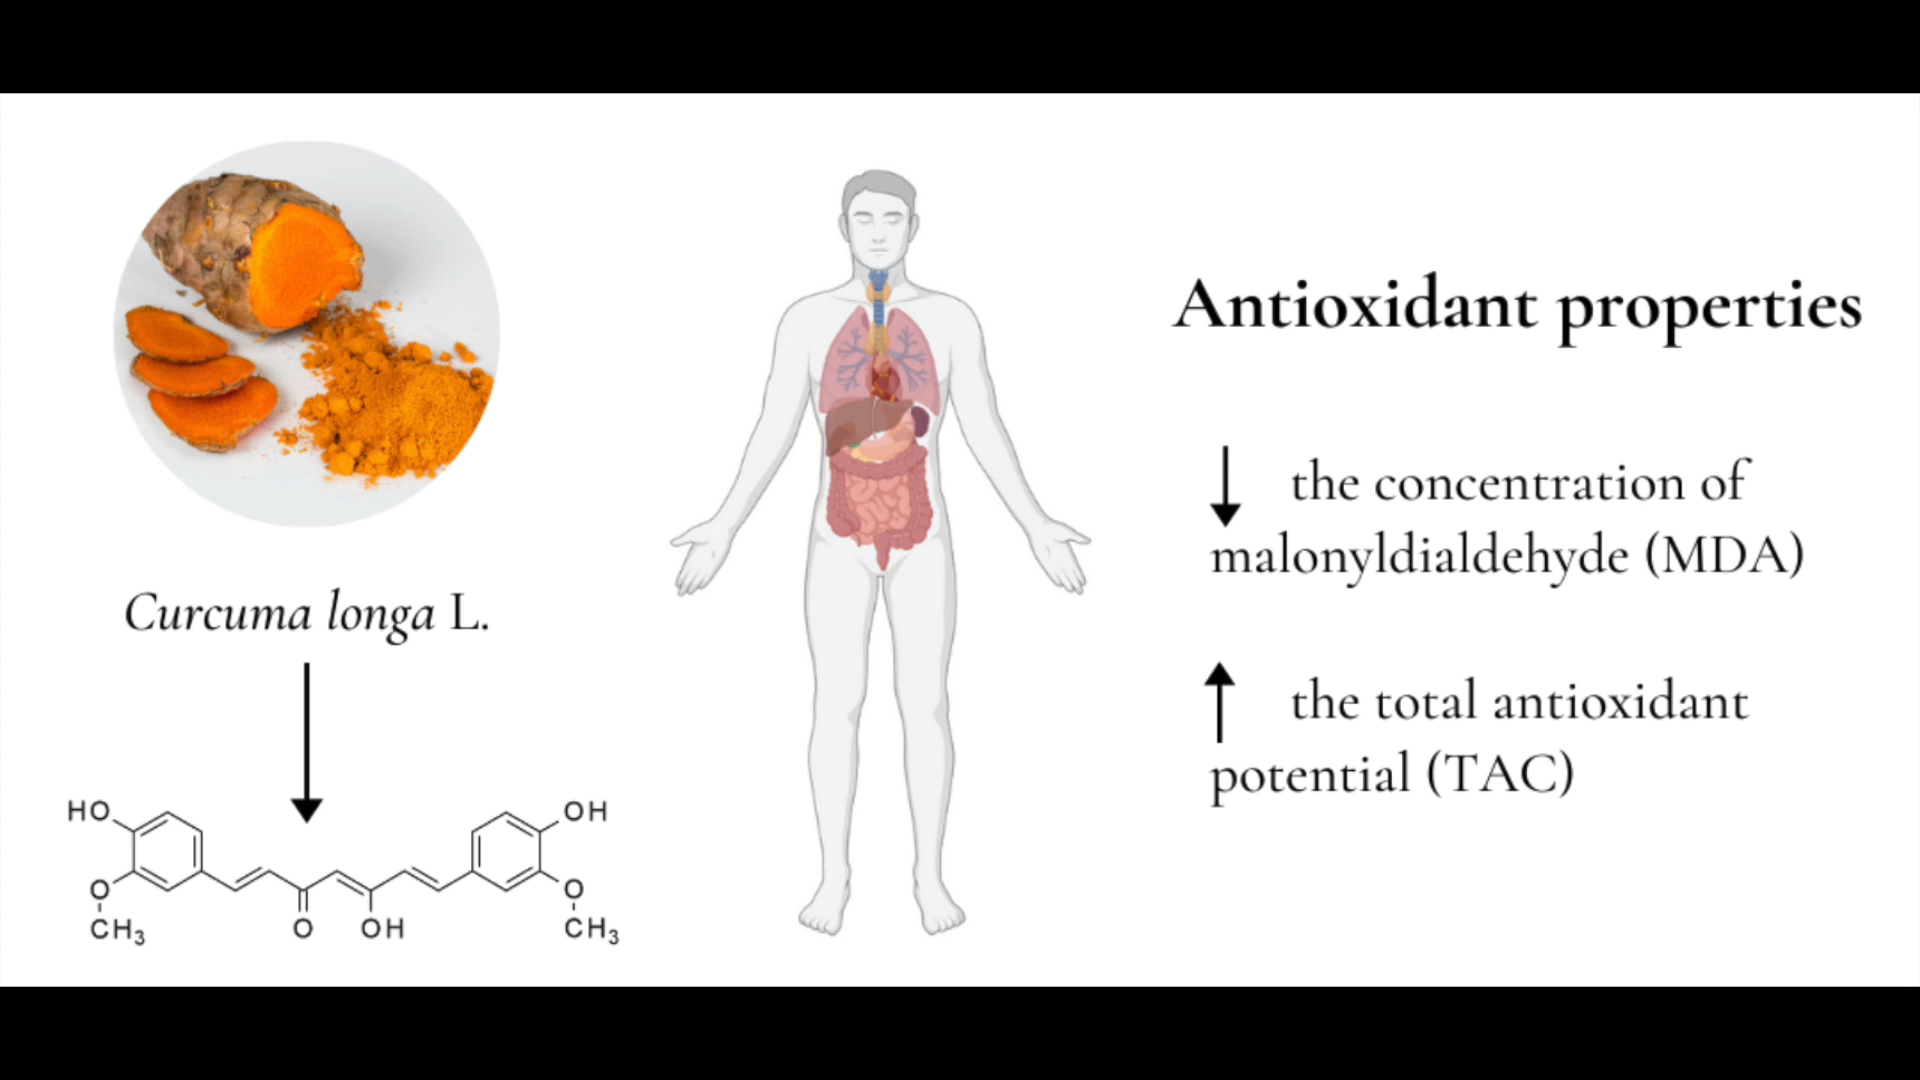 Curcuma longa L.
HO
OH
O
CH3
O
OH
O
CH3
Antioxidant properties
the concentration of
malonyldialdehyde (MDA)
the total antioxidant
potential (TAC)